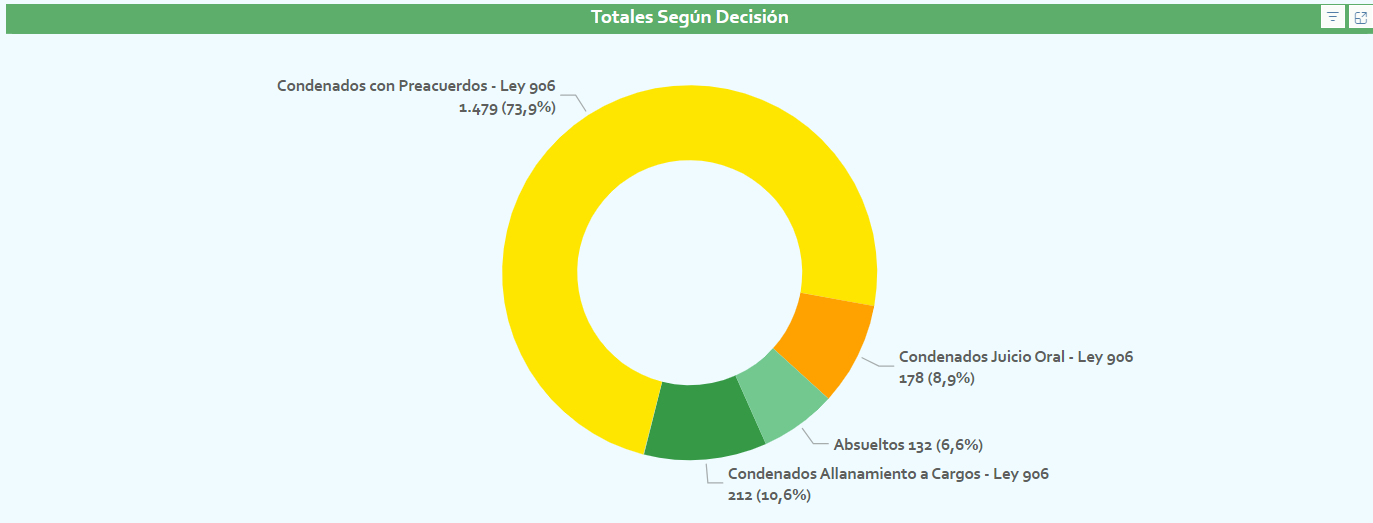 Totales Según Decisión
Condenados con Preacuerdos - Ley 906
1.479 (73,9%)
Condenados Juicio Oral - Ley 906
178 (8,9%)
Absueltos 132 (6,6%)
Condenados Allanamiento a Cargos - Ley 906
212 (10,6%)